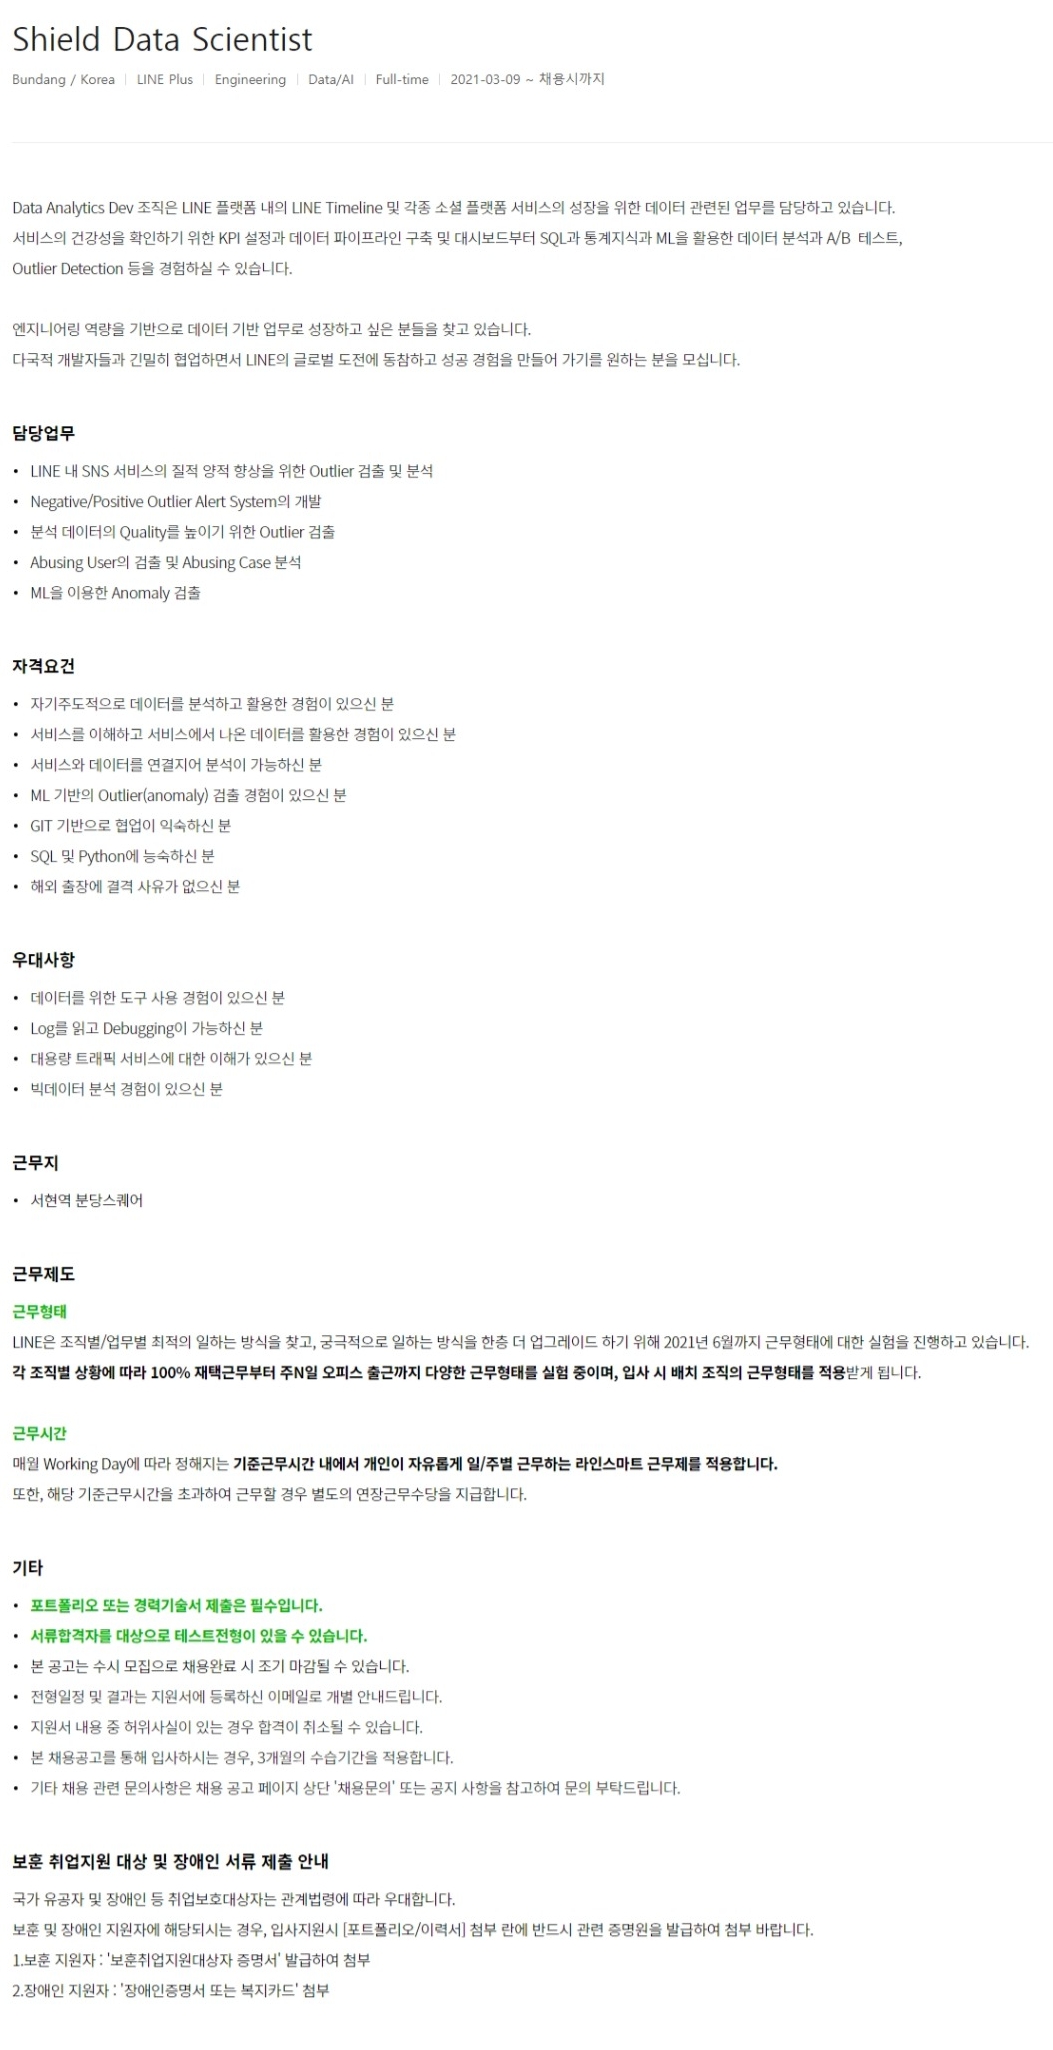 Shield Data Scientist
Bundang / Korea | LINE Plus | Engineering | Data/AI | Full-time | 2021-03-09 ~ 채용시까지
Data Analytics Dev 조직은 LINE 플랫폼 내의 LINE Timeline 및 각종 소셜 플랫폼 서비스의 성장을 위한 데이터 관련된 업무를 담당하고 있습니다.
서비스의 건강성을 확인하기 위한 KPI 설정과 데이터 파이프라인 구축 및 대시보드부터 SQL과 통계지식과 ML을 활용한 데이터 분석과 A/B 테스트,
Outlier Detection 등을 경험하실 수 있습니다.
엔지니어링 역량을 기반으로 데이터 기반 업무로 성장하고 싶은 분들을 찾고 있습니다.
다국적 개발자들과 긴밀히 협업하면서 LINE의 글로벌 도전에 동참하고 성공 경험을 만들어 가기를 원하는 분을 모십니다.
담당업무
• LINE 내 SNS 서비스의 질적 양적 향상을 위한 Outlier 검출 및 분석
• Negative/Positive Outlier Alert System의 개발
• 분석 데이터의 Quality를 높이기 위한 Outlier 검출
• Abusing User의 검출 및 Abusing Case 분석
• ML을 이용한 Anomaly 검출
자격요건
• 자기주도적으로 데이터를 분석하고 활용한 경험이 있으신 분
• 서비스를 이해하고 서비스에서 나온 데이터를 활용한 경험이 있으신 분
• 서비스와 데이터를 연결지어 분석이 가능하신 분
• ML 기반의 Outlier(anomaly) 검출 경험이 있으신 분
• GIT 기반으로 협업이 익숙하신 분
• SQL 및 Python에 능숙하신 분
• 해외 출장에 결격 사유가 없으신 분
우대사항
• 데이터를 위한 도구 사용 경험이 있으신 분
• Log를 읽고 Debugging이 가능하신 분
• 대용량 트래픽 서비스에 대한 이해가 있으신 분
• 빅데이터 분석 경험이 있으신 분
근무지
• 서현역 분당스퀘어
근무제도
근무형태
LINE은 조직별/업무별 최적의 일하는 방식을 찾고, 궁극적으로 일하는 방식을 한층 더 업그레이드 하기 위해 2021년 6월까지 근무형태에 대한 실험을 진행하고 있습니다.
각 조직별 상황에 따라 100% 재택근무부터 주N일 오피스 출근까지 다양한 근무형태를 실험 중이며, 입사 시 배치 조직의 근무형태를 적용받게 됩니다.
근무시간
매월 Working Day에 따라 정해지는 기준근무시간 내에서 개인이 자유롭게 일/주별 근무하는 라인스마트 근무제를 적용합니다.
또한, 해당 기준근무시간을 초과하여 근무할 경우 별도의 연장근무수당을 지급합니다.
기타
• 포트폴리오 또는 경력기술서 제출은 필수입니다.
• 서류합격자를 대상으로 테스트전형이 있을 수 있습니다.
• 본 공고는 수시 모집으로 채용완료 시 조기 마감될 수 있습니다.
• 전형일정 및 결과는 지원서에 등록하신 이메일로 개별 안내드립니다.
• 지원서 내용 중 허위사실이 있는 경우 합격이 취소될 수 있습니다.
• 본 채용공고를 통해 입사하시는 경우, 3개월의 수습기간을 적용합니다.
• 기타 채용 관련 문의사항은 채용 공고 페이지 상단 '채용문의' 또는 공지 사항을 참고하여 문의 부탁드립니다.
보훈 취업지원 대상 및 장애인 서류 제출 안내
국가 유공자 및 장애인 등 취업보호대상자는 관계법령에 따라 우대합니다.
보훈 및 장애인 지원자에 해당되시는 경우, 입사지원시 [포트폴리오/이력서] 첨부 란에 반드시 관련 증명원을 발급하여 첨부 바랍니다.
1.보훈 지원자 : '보훈취업지원대상자 증명서' 발급하여 첨부
2.장애인 지원자 : '장애인증명서 또는 복지카드' 첨부